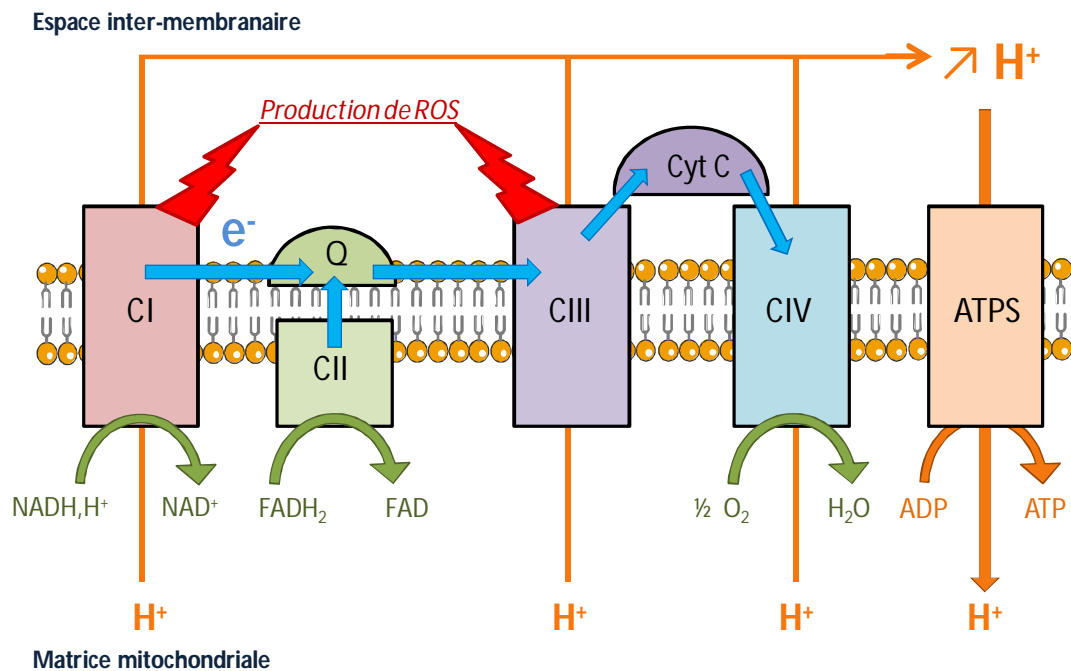 Espace inter-membranaire
↗ H⁺
Production de ROS
Cyt C
e⁻
Q
CI
CII
CIII
CIV
ATPS
NADH,H⁺
NAD⁺
FADH₂
FAD
½ O₂
H₂O
ADP
ATP
H⁺
H⁺
H⁺
H⁺
Matrice mitochondriale